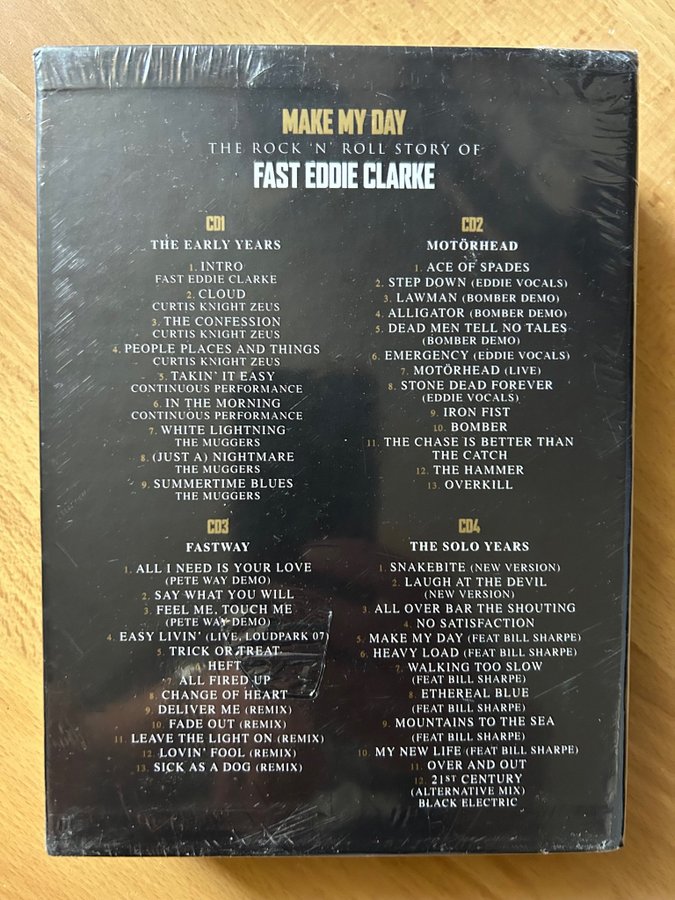 MAKE MY DAY
THE ROCK 'N' ROLL STORY OF
FAST EDDIE CLARKE
CD1
THE EARLY YEARS
1. INTRO
FAST EDDIE CLARKE
2. CLOUD
CURTIS KNIGHT ZEUS
3. THE CONFESSION
CURTIS KNIGHT ZEUS
4. PEOPLE PLACES AND THINGS
CURTIS KNIGHT ZEUS
5. TAKIN' IT EASY
CONTINUOUS PERFORMANCE
6. IN THE MORNING
CONTINUOUS PERFORMANCE
7. WHITE LIGHTNING
THE MUGGERS
8. (JUST A) NIGHTMARE
THE MUGGERS
9. SUMMERTIME BLUES
THE MUGGERS
CD2
MOTÖRHEAD
1. ACE OF SPADES
2. STEP DOWN (EDDIE VOCALS)
3. LAWMAN (BOMBER DEMO)
4. ALLIGATOR (BOMBER DEMO)
5. DEAD MEN TELL NO TALES
(BOMBER DEMO)
6. EMERGENCY (EDDIE VOCALS)
7. MOTÖRHEAD (LIVE)
8. STONE DEAD FOREVER
(EDDIE VOCALS)
9. IRON FIST
10. BOMBER
11. THE CHASE IS BETTER THAN
THE CATCH
12. THE HAMMER
13. OVERKILL
CD3
FASTWAY
1. ALL I NEED IS YOUR LOVE
(PETE WAY DEMO)
2. SAY WHAT YOU WILL
3. FEEL ME, TOUCH ME
(PETE WAY DEMO)
4. EASY LIVIN' (LIVE, LOUDPARK 07)
5. TRICK OR TREAT
6. HEFT
7. ALL FIRED UP
8. CHANGE OF HEART
9. DELIVER ME (REMIX)
10. FADE OUT (REMIX)
11. LEAVE THE LIGHT ON (REMIX)
12. LOVIN' FOOL (REMIX)
13. SICK AS A DOG (REMIX)
CD4
THE SOLO YEARS
1. SNAKEBITE (NEW VERSION)
2. LAUGH AT THE DEVIL
(NEW VERSION)
3. ALL OVER BAR THE SHOUTING
4. NO SATISFACTION
5. MAKE MY DAY (FEAT BILL SHARPE)
6. HEAVY LOAD (FEAT BILL SHARPE)
7. WALKING TOO SLOW
(FEAT BILL SHARPE)
8. ETHEREAL BLUE
(FEAT BILL SHARPE)
9. MOUNTAINS TO THE SEA
(FEAT BILL SHARPE)
10. MY NEW LIFE (FEAT BILL SHARPE)
11. OVER AND OUT
12. 21ST CENTURY
(ALTERNATIVE MIX)
BLACK ELECTRIC